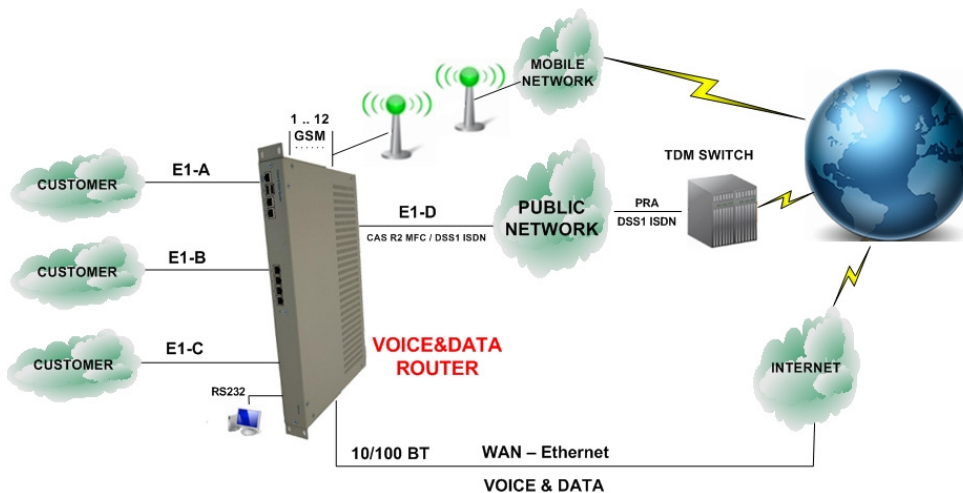 MOBILE
NETWORK
1 .. 12
GSM
......
TDM SWITCH
CUSTOMER
E1-A
E1-D
CAS R2 MFC / DSS1 ISDN
PUBLIC
NETWORK
PRA
DSS1 ISDN
CUSTOMER
E1-B
CUSTOMER
E1-C
VOICE&DATA
ROUTER
INTERNET
RS232
10/100 BT
WAN – Ethernet
VOICE & DATA